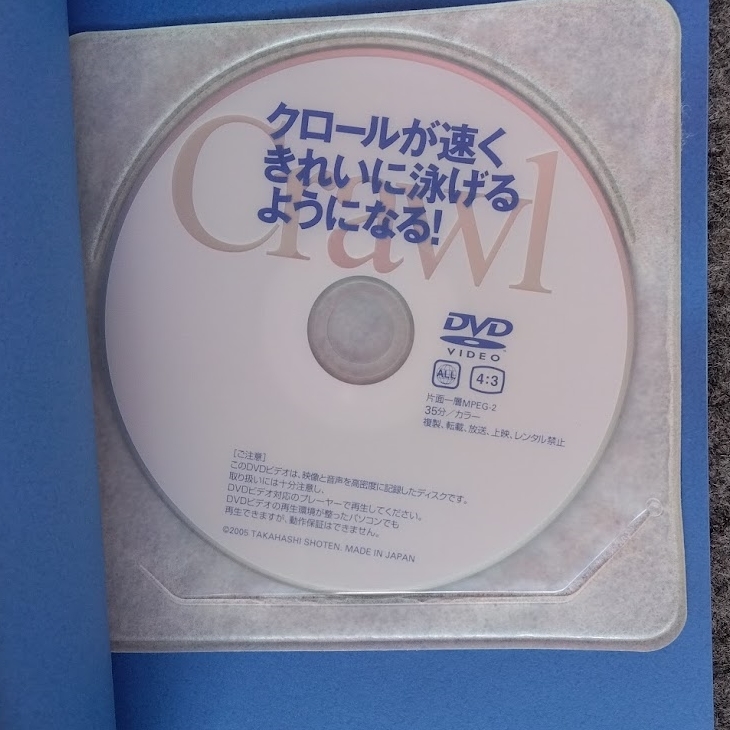 Crawl
クロールが速く
きれいに泳げる
ようになる!
DVD
VIDEO
ALL
4:3
片面一層MPEG-2
35分/カラー
複製、転載、放送、上映、レンタル禁止
[ご注意]
このDVDビデオは、映像と音声を高密度に記録したディスクです。
取り扱いには十分注意し、
DVDビデオ対応のプレーヤーで再生してください。
DVDビデオの再生環境が整ったパソコンでも
再生できますが、動作保証はできません。
©2005 TAKAHASHI SHOTEN. MADE IN JAPAN